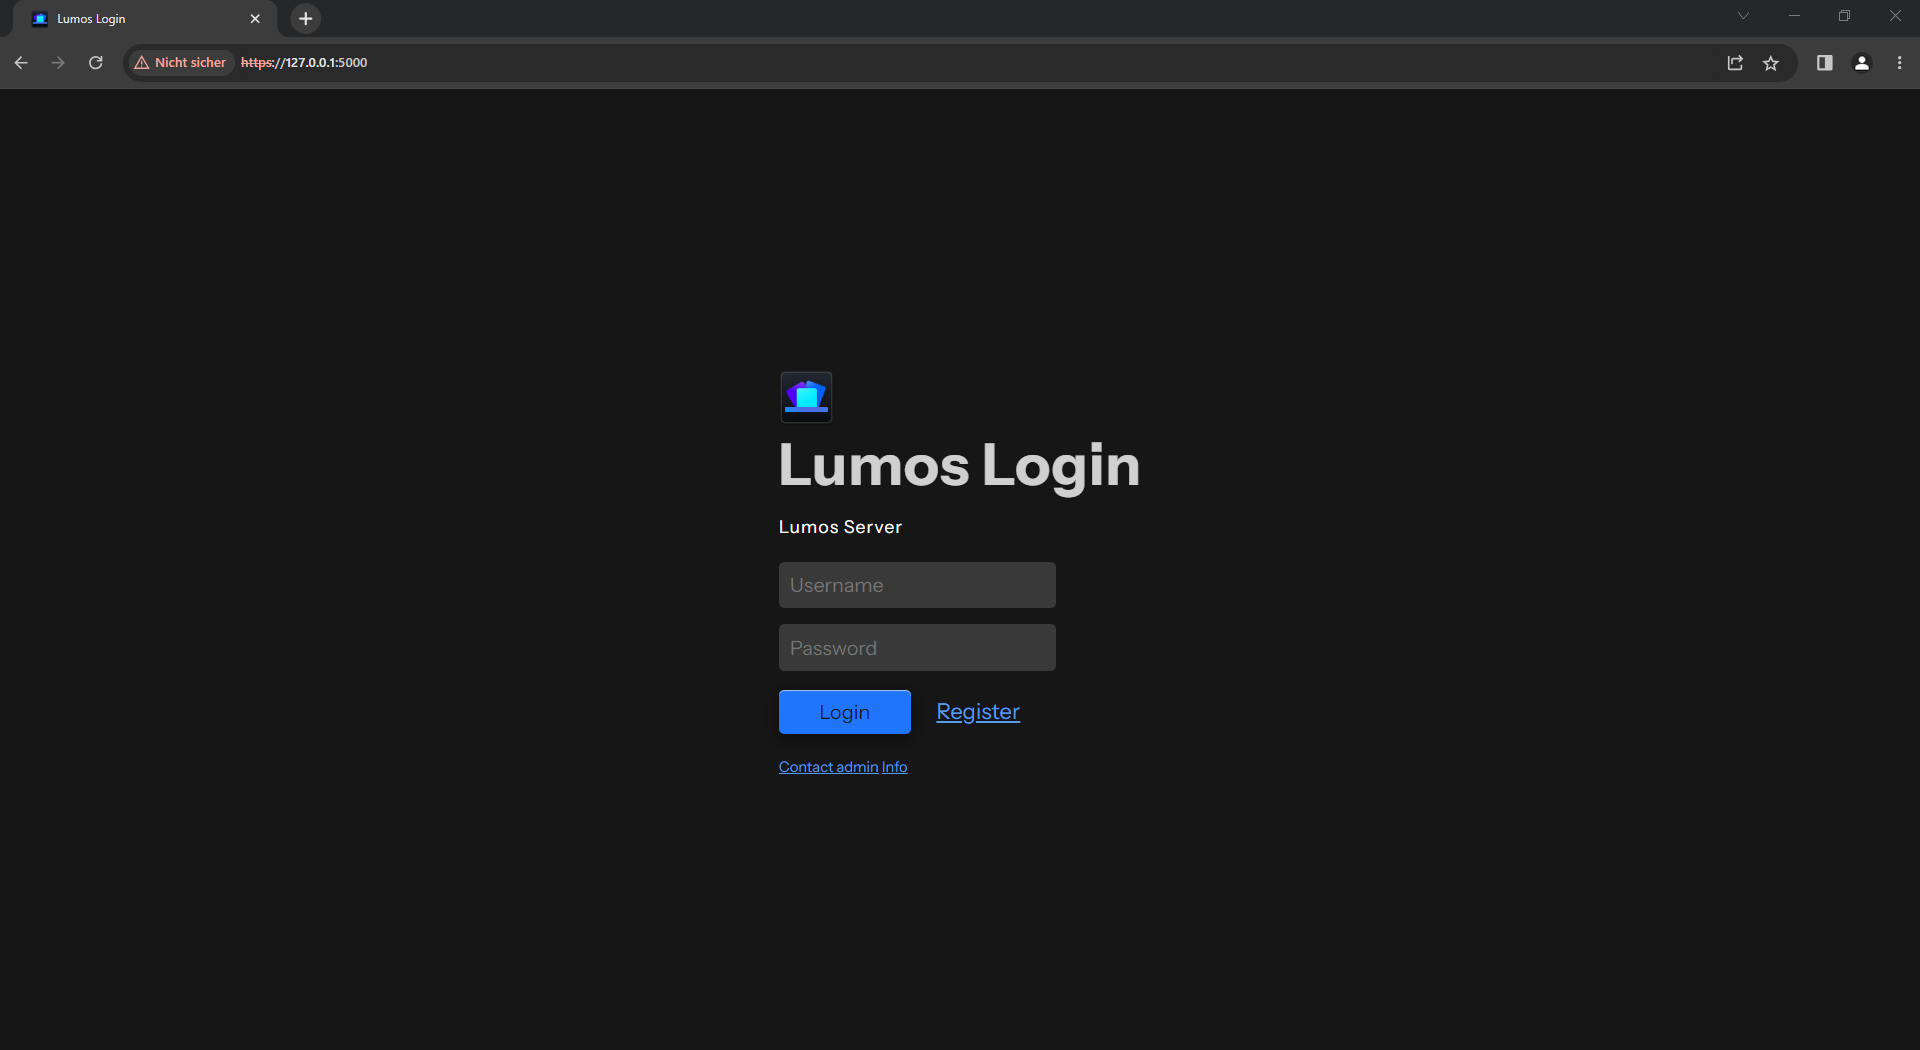 Lumos Login
Nicht sicher https://127.0.0.1:5000
Lumos Login
Lumos Server
Username
Password
Login Register
Contact admin Info